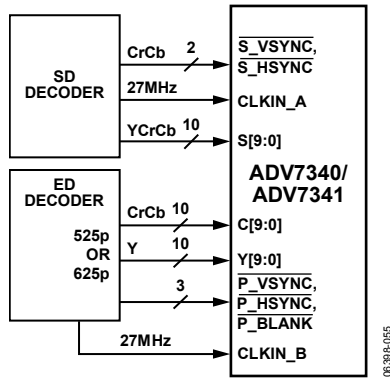 SD
DECODER
CrCb 2
27MHz
YCrCb 10
S_VSYNC,
S_HSYNC
CLKIN_A
S[9:0]
ADV7340/
ADV7341
ED
DECODER
525p
OR
625p
CrCb 10
Y 10
3
27MHz
C[9:0]
Y[9:0]
P_VSYNC,
P_HSYNC,
P_BLANK
CLKIN_B
06398-055